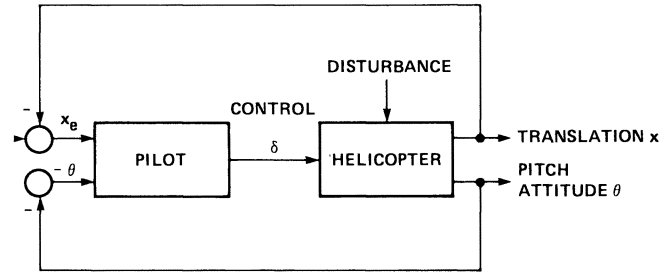 DISTURBANCE
-
x_e
CONTROL
PILOT
δ
HELICOPTER
TRANSLATION x
- θ
PITCH
ATTITUDE θ
-